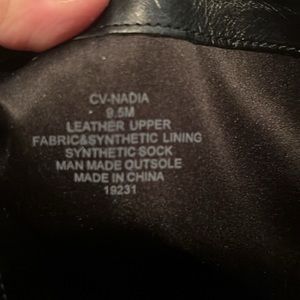 CV-NADIA
9.5M
LEATHER UPPER
FABRIC&SYNTHETIC LINING
SYNTHETIC SOCK
MAN MADE OUTSOLE
MADE IN CHINA
19231